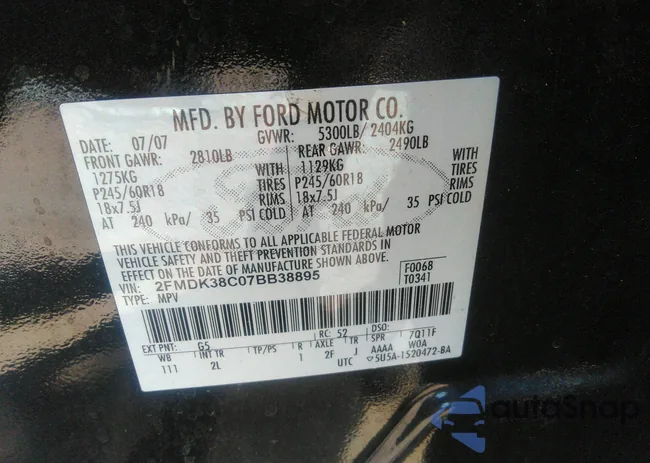 MFD. BY FORD MOTOR CO.
DATE: 07/07 GVWR: 5300LB/ 2404KG
FRONT GAWR: 2810LB REAR GAWR: 2490LB
1275KG WITH 1129KG WITH
P245/60R18 TIRES P245/60R18 TIRES
18x7.5J RIMS 18x7.5J RIMS
AT 240 kPa/ 35 PSI COLD AT 240 kPa/ 35 PSI COLD
THIS VEHICLE CONFORMS TO ALL APPLICABLE FEDERAL MOTOR
VEHICLE SAFETY AND THEFT PREVENTION STANDARDS IN
EFFECT ON THE DATE OF MANUFACTURE SHOWN ABOVE.
VIN: 2FMDK38C07BB38895 F0068
TYPE: MPV T0341
EXT PNT: G5 RC: 52 DSO:
WB INT TR TP/PS R AXLE TR SPR 7Q11F
111 2L 1 2F J AAAA W0A
UTC 5U5A-1520472-BA
autoSnap